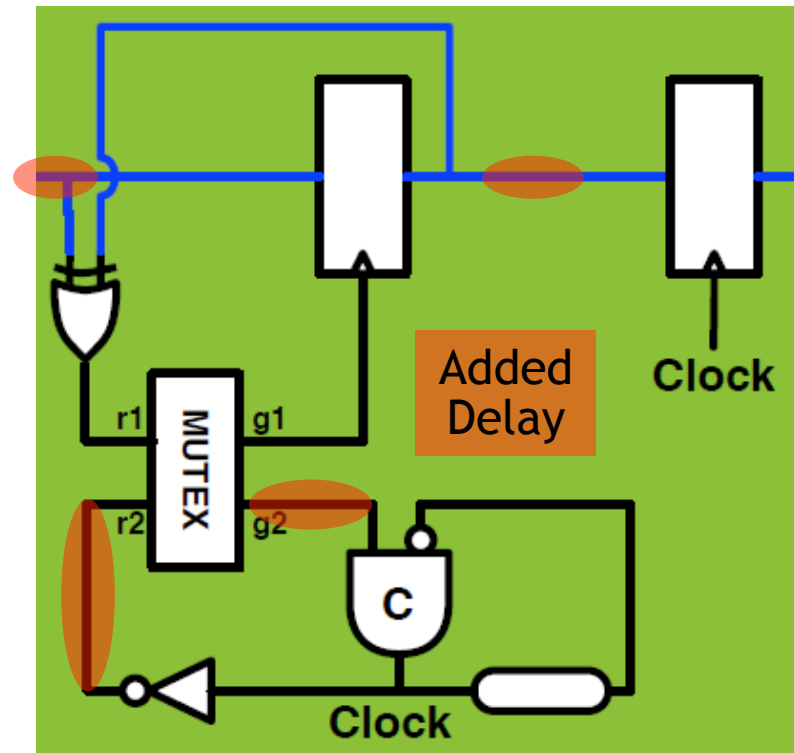 Added
Delay
Clock
r1
g1
MUTEX
r2
g2
C
Clock